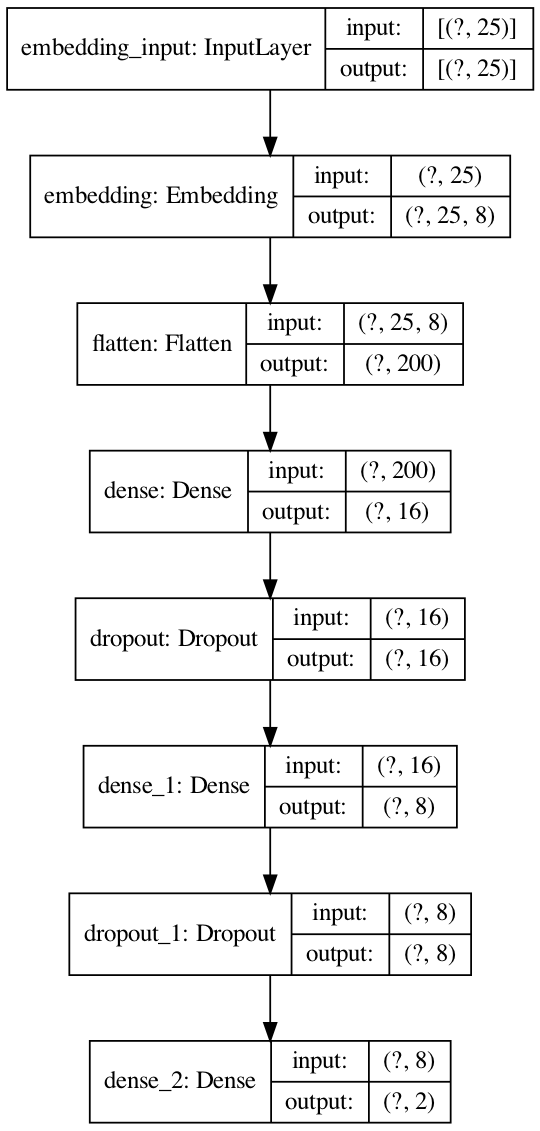 embedding_input: InputLayer
input: [(?, 25)]
output: [(?, 25)]
embedding: Embedding
input: (?, 25)
output: (?, 25, 8)
flatten: Flatten
input: (?, 25, 8)
output: (?, 200)
dense: Dense
input: (?, 200)
output: (?, 16)
dropout: Dropout
input: (?, 16)
output: (?, 16)
dense_1: Dense
input: (?, 16)
output: (?, 8)
dropout_1: Dropout
input: (?, 8)
output: (?, 8)
dense_2: Dense
input: (?, 8)
output: (?, 2)